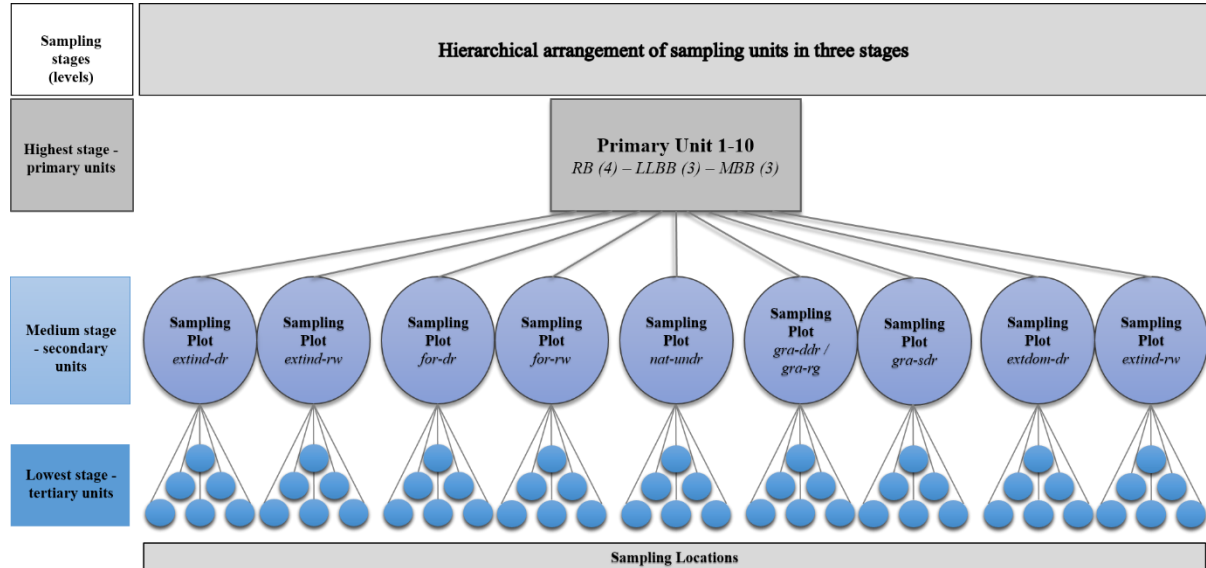 Sampling
stages
(levels)
Hierarchical arrangement of sampling units in three stages
Highest stage -
primary units
Primary Unit 1-10
RB (4) – LLBB (3) – MBB (3)
Medium stage
- secondary
units
Sampling
Plot
extind-dr
Sampling
Plot
extind-rw
Sampling
Plot
for-dr
Sampling
Plot
for-rw
Sampling
Plot
nat-undr
Sampling
Plot
gra-ddr /
gra-rg
Sampling
Plot
gra-sdr
Sampling
Plot
extdom-dr
Sampling
Plot
extind-rw
Lowest stage -
tertiary units
Sampling Locations